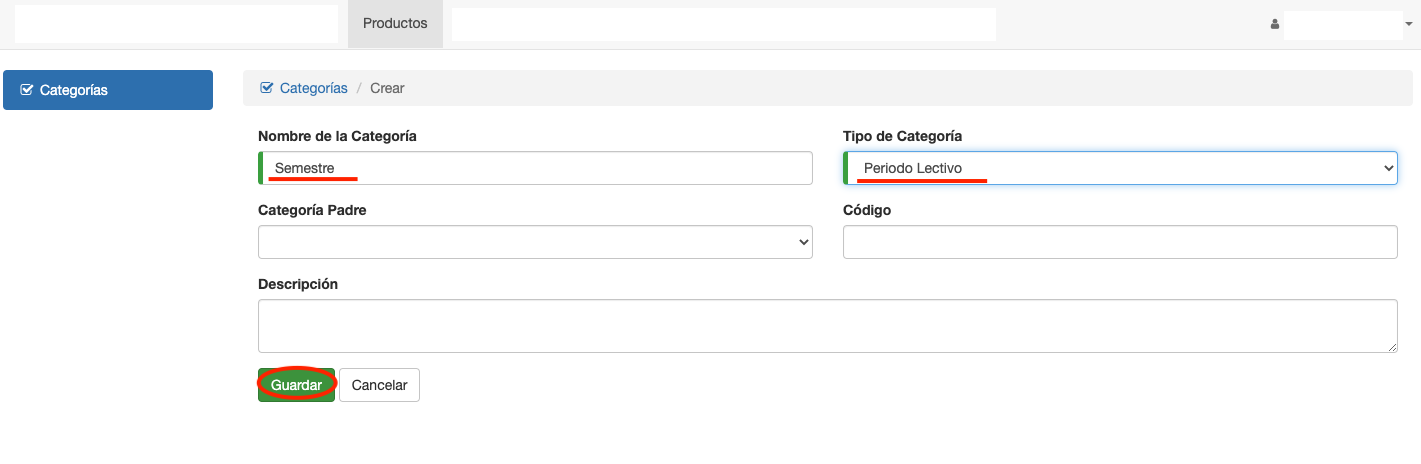 Productos
Categorías
Categorías / Crear
Nombre de la Categoría
Tipo de Categoría
Semestre
Periodo Lectivo
Categoría Padre
Código
Descripción
Guardar
Cancelar